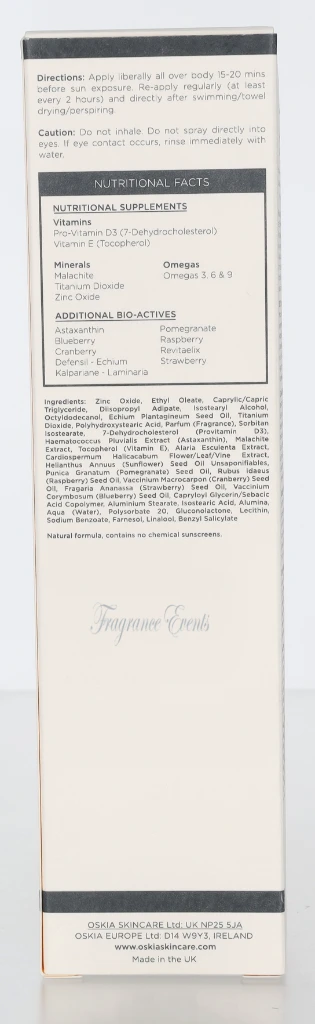 Directions: Apply liberally all over body 15-20 mins
before sun exposure. Re-apply regularly (at least
every 2 hours) and directly after swimming/towel
drying/perspiring.
Caution: Do not inhale. Do not spray directly into
eyes. If eye contact occurs, rinse immediately with
water.
NUTRITIONAL FACTS
NUTRITIONAL SUPPLEMENTS
Vitamins
Pro-Vitamin D3 (7-Dehydrocholesterol)
Vitamin E (Tocopherol)
Minerals
Malachite
Titanium Dioxide
Zinc Oxide
Omegas
Omegas 3, 6 & 9
ADDITIONAL BIO-ACTIVES
Astaxanthin
Blueberry
Cranberry
Defensil - Echium
Kalpariane - Laminaria
Pomegranate
Raspberry
Revitaelix
Strawberry
Ingredients: Zinc Oxide, Ethyl Oleate, Caprylic/Capric
Triglyceride, Diisopropyl Adipate, Isostearyl Alcohol,
Octyldodecanol, Echium Plantagineum Seed Oil, Titanium
Dioxide, Polyhydroxystearic Acid, Parfum (Fragrance), Sorbitan
Isostearate, 7-Dehydrocholesterol (Provitamin D3),
Haematococcus Pluvialis Extract (Astaxanthin), Malachite
Extract, Tocopherol (Vitamin E), Alaria Esculenta Extract,
Cardiospermum Halicacabum Flower/Leaf/Vine Extract,
Helianthus Annuus (Sunflower) Seed Oil Unsaponifiables,
Punica Granatum (Pomegranate) Seed Oil, Rubus Idaeus
(Raspberry) Seed Oil, Vaccinium Macrocarpon (Cranberry) Seed
Oil, Fragaria Ananassa (Strawberry) Seed Oil, Vaccinium
Corymbosum (Blueberry) Seed Oil, Capryloyl Glycerin/Sebacic
Acid Copolymer, Aluminium Stearate, Isostearic Acid, Alumina,
Aqua (Water), Polysorbate 20, Gluconolactone, Lecithin,
Sodium Benzoate, Farnesol, Linalool, Benzyl Salicylate
Natural formula, contains no chemical sunscreens.
Fragrance Events
OSKIA SKINCARE Ltd: UK NP25 5JA
OSKIA EUROPE Ltd: D14 W9Y3, IRELAND
www.oskiaskincare.com
Made in the UK